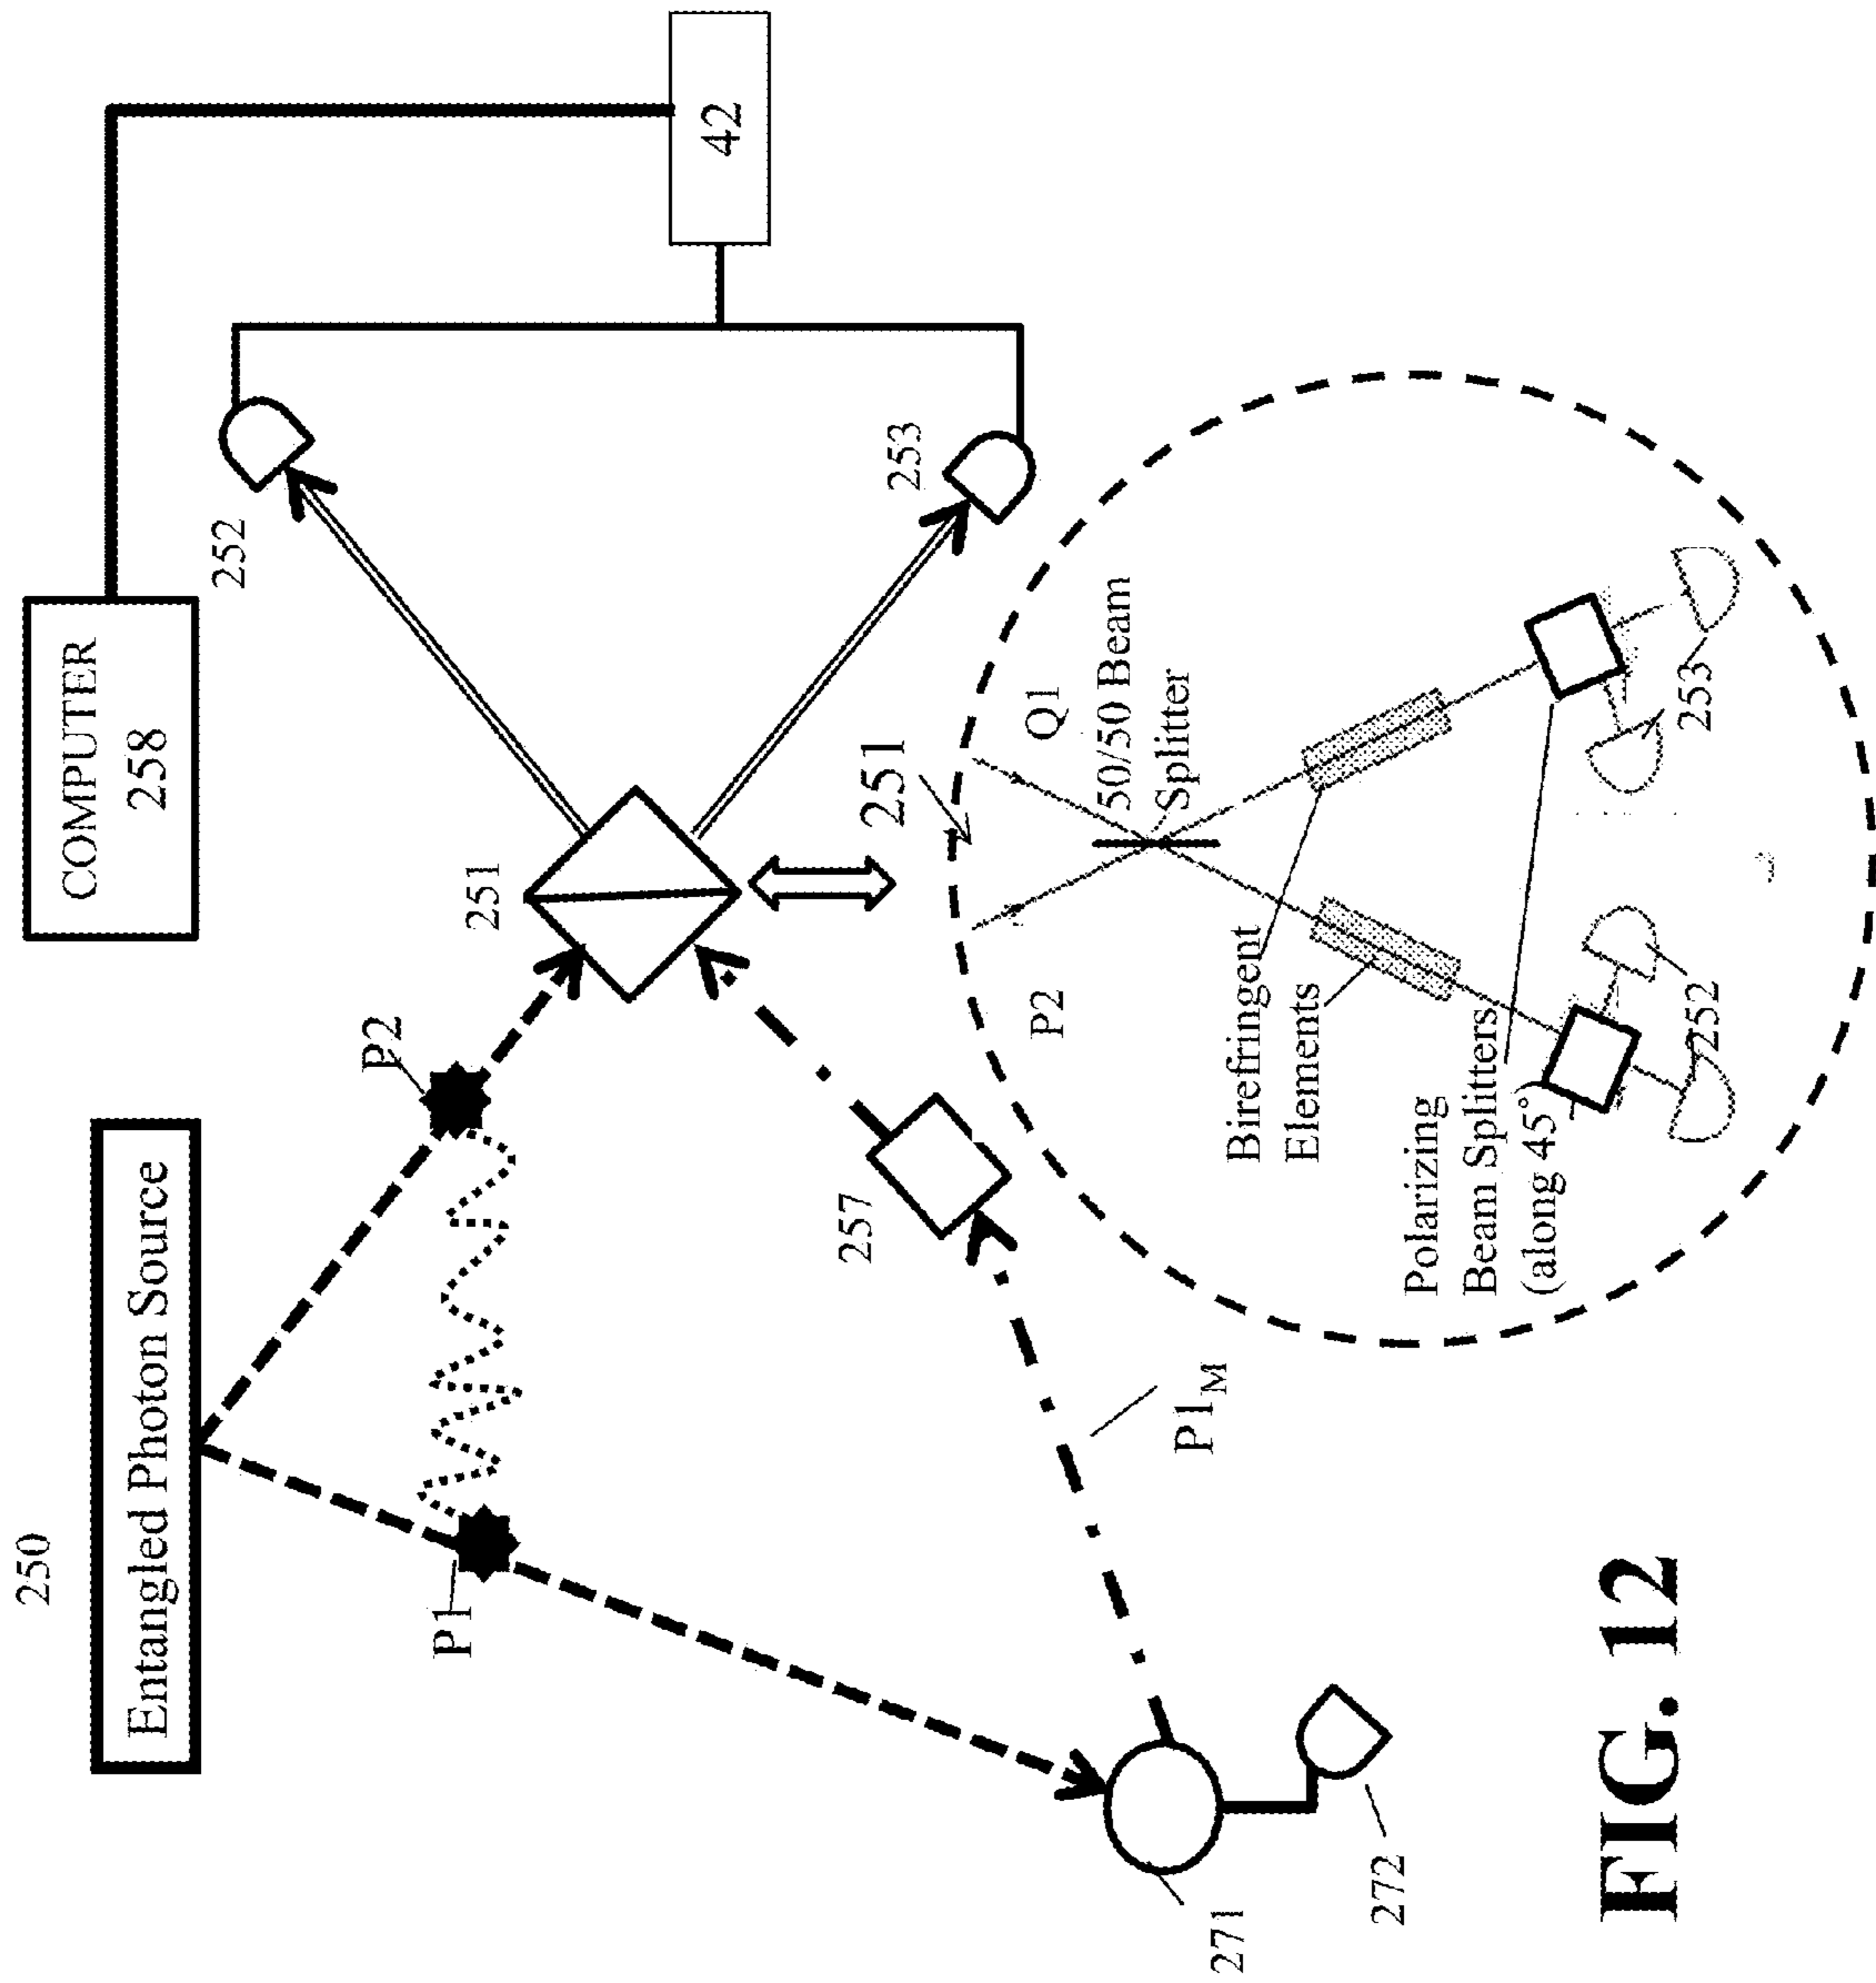 250
Entangled Photon Source
COMPUTER
258
P1
P2
251
252
42
253
257
P1M
271
272
251
P2
Q1
50/50 Beam
Splitter
Birefringent
Elements
Polarizing
Beam Splitters
(along 45°)
252
253
FIG. 12